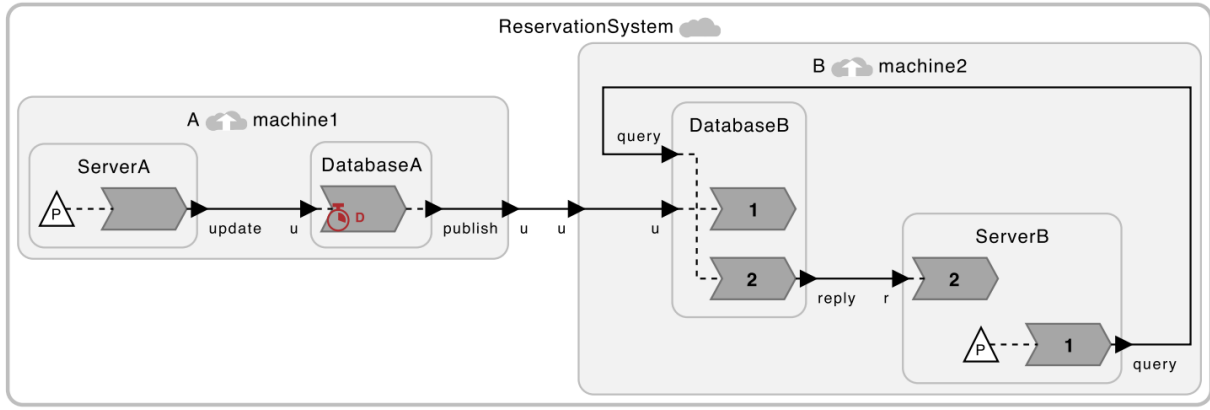 ReservationSystem
B machine2
A machine1
DatabaseB
query
ServerA
DatabaseA
P
D
1
update
u
publish
u
u
u
ServerB
2
reply
r
2
P
1
query